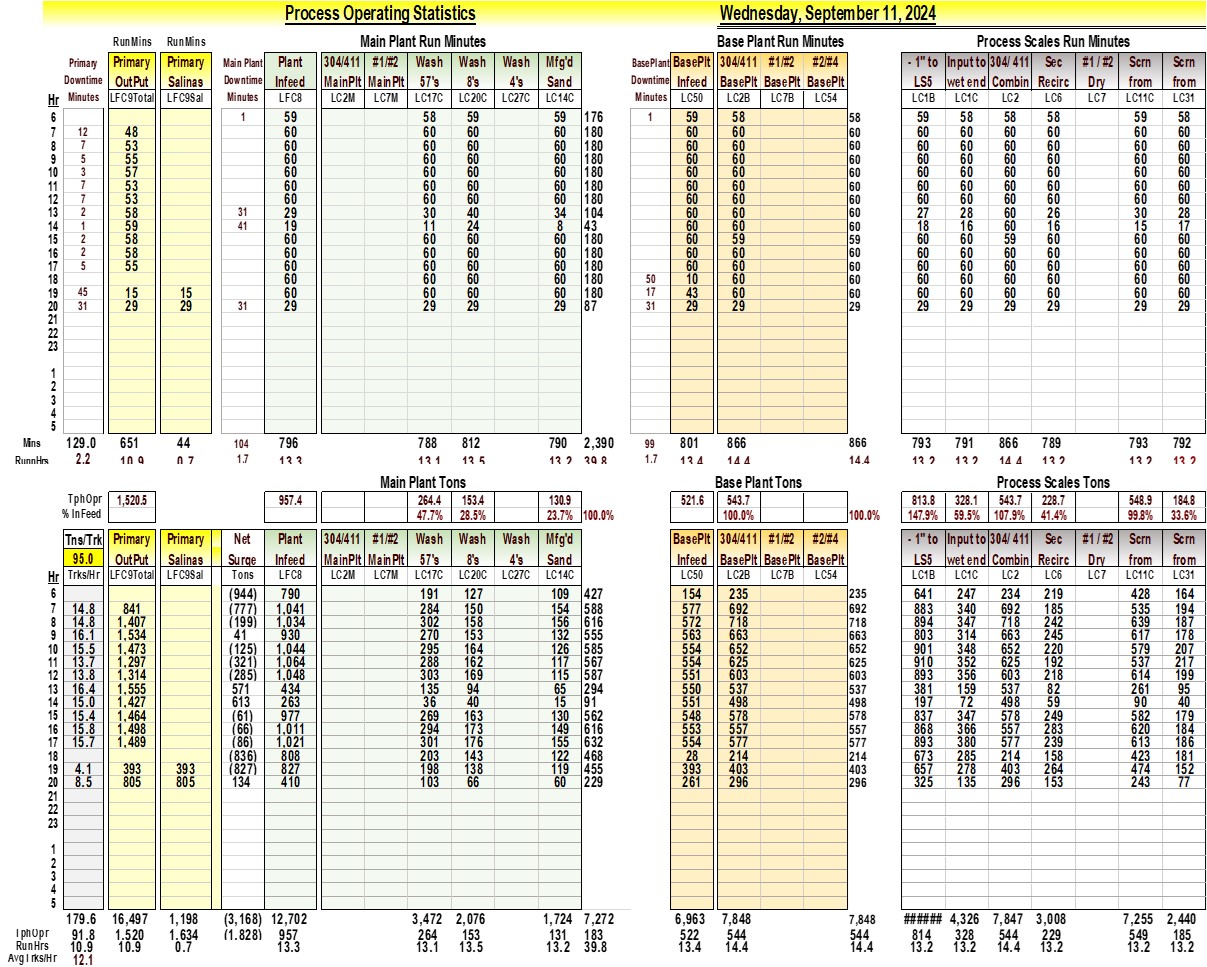 Process Operating Statistics Wednesday, September 11, 2024
RunMins RunMins Main Plant Run Minutes Base Plant Run Minutes Process Scales Run Minutes
Primary Primary Primary Main Plant Plant 304/411 #1/#2 Wash Wash Wash Mfg'd BasePlant BasePlt 304/411 #1/#2 #2/#4 - 1" to Input to 304/ 411 Sec #1 / #2 Scrn Scrn
Downtime OutPut Salinas Downtime Infeed MainPlt MainPlt 57's 8's 4's Sand Downtime Infeed BasePlt BasePlt BasePlt LS5 wet end Combin Recirc Dry from from
Hr Minutes LFC9Total LFC9Sal Minutes LFC8 LC2M LC7M LC17C LC20C LC27C LC14C Minutes LC50 LC2B LC7B LC54 LC1B LC1C LC2 LC6 LC7 LC11C LC31
6 1 59 58 59 59 176 1 59 58 58 59 58 58 58 59 58
7 12 48 60 60 60 60 180 60 60 60 60 60 60 60 60 60
8 7 53 60 60 60 60 180 60 60 60 60 60 60 60 60 60
9 5 55 60 60 60 60 180 60 60 60 60 60 60 60 60 60
10 3 57 60 60 60 60 180 60 60 60 60 60 60 60 60 60
11 7 53 60 60 60 60 180 60 60 60 60 60 60 60 60 60
12 7 53 60 60 60 60 180 60 60 60 60 60 60 60 60 60
13 2 58 31 29 30 40 34 104 60 60 60 27 28 60 26 30 28
14 1 59 41 19 11 24 8 43 60 60 60 18 16 60 16 15 17
15 2 58 60 60 60 60 180 60 59 59 60 60 59 60 60 60
16 2 58 60 60 60 60 180 60 60 60 60 60 60 60 60 60
17 5 55 60 60 60 60 180 60 60 60 60 60 60 60 60 60
18 60 60 60 60 180 50 10 60 60 60 60 60 60 60 60
19 45 15 15 60 60 60 60 180 17 43 60 60 60 60 60 60 60 60
20 31 29 29 31 29 29 29 29 87 31 29 29 29 29 29 29 29 29 29
21
22
23
1
2
3
4
5
Mins 129.0 651 44 104 796 788 812 790 2,390 99 801 866 866 793 791 866 789 793 792
RunnHrs 2.2 10.9 0.7 1.7 13.3 13.1 13.5 13.2 39.8 1.7 13.4 14.4 14.4 13.2 13.2 14.4 13.2 13.2 13.2
Main Plant Tons Base Plant Tons Process Scales Tons
TphOpr 1,520.5 957.4 264.4 153.4 130.9 521.6 543.7 813.8 328.1 543.7 228.7 548.9 184.8
% InFeed 47.7% 28.5% 23.7% 100.0% 100.0% 100.0% 147.9% 59.5% 107.9% 41.4% 99.8% 33.6%
Tns/Trk Primary Primary Net Plant 304/411 #1/#2 Wash Wash Wash Mfg'd BasePlt 304/411 #1/#2 #2/#4 - 1" to Input to 304/ 411 Sec #1 / #2 Scrn Scrn
95.0 OutPut Salinas Surge Infeed MainPlt MainPlt 57's 8's 4's Sand Infeed BasePlt BasePlt BasePlt LS5 wet end Combin Recirc Dry from from
Hr Trks/Hr LFC9Total LFC9Sal Tons LFC8 LC2M LC7M LC17C LC20C LC27C LC14C LC50 LC2B LC7B LC54 LC1B LC1C LC2 LC6 LC7 LC11C LC31
6 (944) 790 191 127 109 427 154 235 235 641 247 234 219 428 164
7 14.8 841 (777) 1,041 284 150 154 588 577 692 692 883 340 692 185 535 194
8 14.8 1,407 (199) 1,034 302 158 156 616 572 718 718 894 347 718 242 639 187
9 16.1 1,534 41 930 270 153 132 555 563 663 663 803 314 663 245 617 178
10 15.5 1,473 (125) 1,044 295 164 126 585 554 652 652 901 348 652 220 579 207
11 13.7 1,297 (321) 1,064 288 162 117 567 554 625 625 910 352 625 192 537 217
12 13.8 1,314 (285) 1,048 303 169 115 587 551 603 603 893 356 603 218 614 199
13 16.4 1,555 571 434 135 94 65 294 550 537 537 381 159 537 82 261 95
14 15.0 1,427 613 263 36 40 15 91 551 498 498 197 72 498 59 90 40
15 15.4 1,464 (61) 977 269 163 130 562 548 578 578 837 347 578 249 582 179
16 15.8 1,498 (66) 1,011 294 173 149 616 553 557 557 868 366 557 283 620 184
17 15.7 1,489 (86) 1,021 301 176 155 632 554 577 577 893 380 577 239 613 186
18 (836) 808 203 143 122 468 28 214 214 673 285 214 158 423 181
19 4.1 393 393 (827) 827 198 138 119 455 393 403 403 657 278 403 264 474 152
20 8.5 805 805 134 410 103 66 60 229 261 296 296 325 135 296 153 243 77
21
22
23
1
2
3
4
5
179.6 16,497 1,198 (3,168) 12,702 3,472 2,076 1,724 7,272 6,963 7,848 7,848 ###### 4,326 7,847 3,008 7,255 2,440
TphOpr 91.8 1,520 1,634 (1,828) 957 264 153 131 183 522 544 544 814 328 544 229 549 185
RunHrs 10.9 10.9 0.7 13.3 13.1 13.5 13.2 39.8 13.4 14.4 14.4 13.2 13.2 14.4 13.2 13.2 13.2
AvgTrks/Hr 12.1